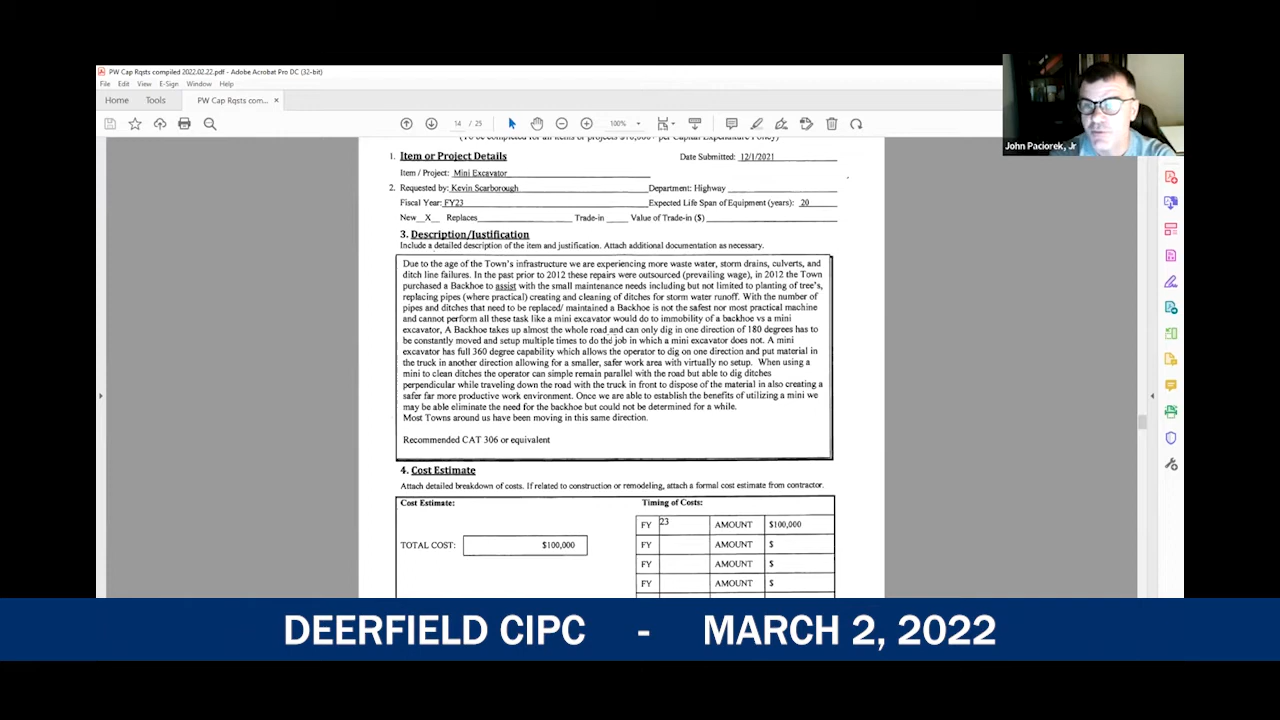 PW Cap Rqsts compiled 2022.02.22.pdf - Adobe Acrobat Pro DC (32-bit)
File Edit View E-Sign Window Help
Home Tools PW Cap Rqsts com... ×
14 / 25 100%
(To be completed for all items or projects $10,000+ per Capital Expenditure Policy)
1. Item or Project Details Date Submitted: 12/1/2021
Item / Project: Mini Excavator
2. Requested by: Kevin Scarborough Department: Highway
Fiscal Year: FY23 Expected Life Span of Equipment (years): 20
New X Replaces Trade-in Value of Trade-in ($)
3. Description/Justification
Include a detailed description of the item and justification. Attach additional documentation as necessary.
Due to the age of the Town's infrastructure we are experiencing more waste water, storm drains, culverts, and
ditch line failures. In the past prior to 2012 these repairs were outsourced (prevailing wage), in 2012 the Town
purchased a Backhoe to assist with the small maintenance needs including but not limited to planting of tree's,
replacing pipes (where practical) creating and cleaning of ditches for storm water runoff. With the number of
pipes and ditches that need to be replaced/ maintained a Backhoe is not the safest nor most practical machine
and cannot perform all these task like a mini excavator would do to immobility of a backhoe vs a mini
excavator, A Backhoe takes up almost the whole road and can only dig in one direction of 180 degrees has to
be constantly moved and setup multiple times to do the job in which a mini excavator does not. A mini
excavator has full 360 degree capability which allows the operator to dig on one direction and put material in
the truck in another direction allowing for a smaller, safer work area with virtually no setup. When using a
mini to clean ditches the operator can simple remain parallel with the road but able to dig ditches
perpendicular while traveling down the road with the truck in front to dispose of the material in also creating a
safer far more productive work environment. Once we are able to establish the benefits of utilizing a mini we
may be able eliminate the need for the backhoe but could not be determined for a while.
Most Towns around us have been moving in this same direction.
Recommended CAT 306 or equivalent
4. Cost Estimate
Attach detailed breakdown of costs. If related to construction or remodeling, attach a formal cost estimate from contractor.
Cost Estimate: Timing of Costs:
FY 23 AMOUNT $100,000
TOTAL COST: $100,000 FY AMOUNT $
FY AMOUNT $
FY AMOUNT $
John Paciorek, Jr
DEERFIELD CIPC - MARCH 2, 2022